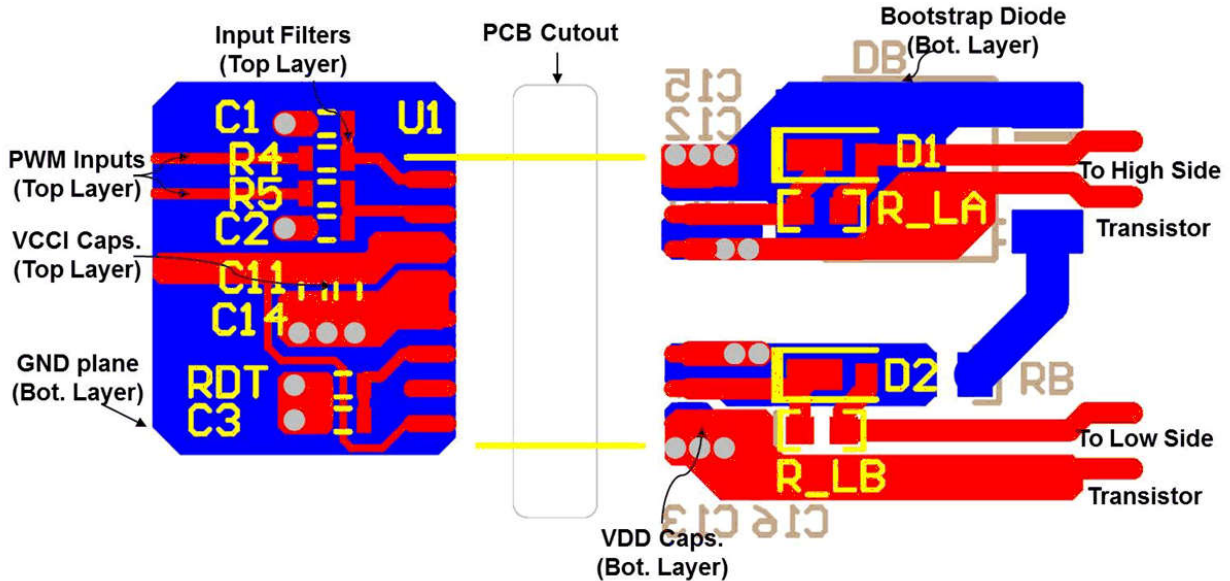 Bootstrap Diode
(Bot. Layer)
Input Filters
(Top Layer)
PCB Cutout
DB
C15
C12
C1
U1
PWM Inputs
(Top Layer)
R4
R5
C2
D1
To High Side
R_LA
Transistor
VCCI Caps.
(Top Layer)
C11
C14
GND plane
(Bot. Layer)
RDT
C3
D2
RB
To Low Side
R_LB
Transistor
C13
C16
VDD Caps.
(Bot. Layer)